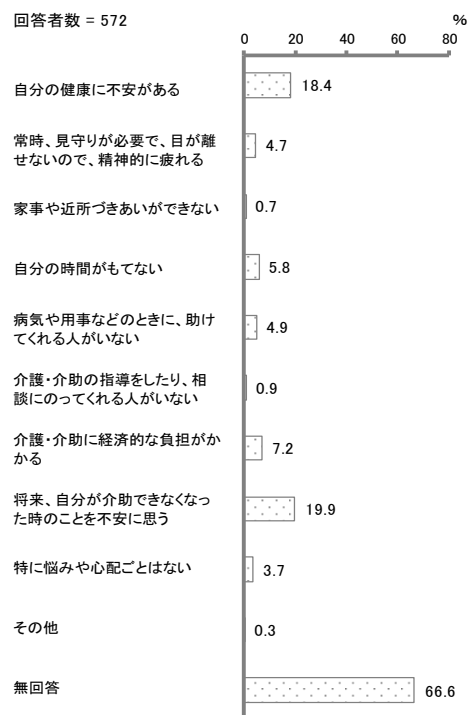 回答者数 = 572
%
0 20 40 60 80
自分の健康に不安がある
18.4
常時、見守りが必要で、目が離
せないので、精神的に疲れる
4.7
家事や近所づきあいができない
0.7
自分の時間がもてない
5.8
病気や用事などのときに、助け
てくれる人がいない
4.9
介護・介助の指導をしたり、相
談にのってくれる人がいない
0.9
介護・介助に経済的な負担がか
かる
7.2
将来、自分が介助できなくなっ
た時のことを不安に思う
19.9
特に悩みや心配ごとはない
3.7
その他
0.3
無回答
66.6